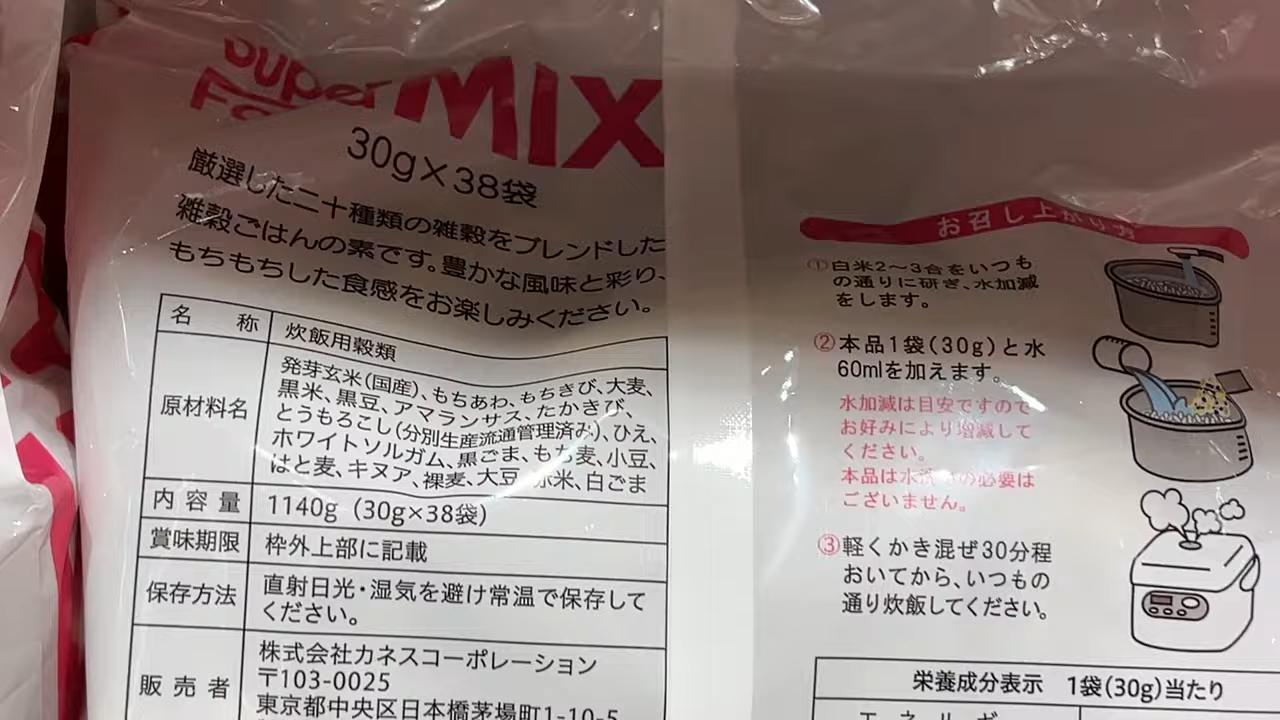 Super MIX
30g×38袋
厳選した二十種類の雑穀をブレンドした
雑穀ごはんの素です。豊かな風味と彩り、
もちもちした食感をお楽しみください。
名 称
炊飯用穀類
原材料名
発芽玄米(国産)、もちあわ、もちきび、大麦、
黒米、黒豆、アマランサス、たかきび、
とうもろこし(分別生産流通管理済み)、ひえ、
ホワイトソルガム、黒ごま、もち麦、小豆、
はと麦、キヌア、裸麦、大豆、赤米、白ごま
内容量
1140g (30g×38袋)
賞味期限
枠外上部に記載
保存方法
直射日光・湿気を避け常温で保存して
ください。
販売者
株式会社カネスコーポレーション
〒103-0025
東京都中央区日本橋茅場町1-10-5
お召し上がり方
①白米2〜3合をいつも
の通りに研ぎ、水加減
をします。
②本品1袋(30g)と水
60mlを加えます。
水加減は目安ですので
お好みにより増減して
ください。
本品は水洗いの必要は
ございません。
③軽くかき混ぜ30分程
おいてから、いつもの
通り炊飯してください。
栄養成分表示 1袋(30g)当たり